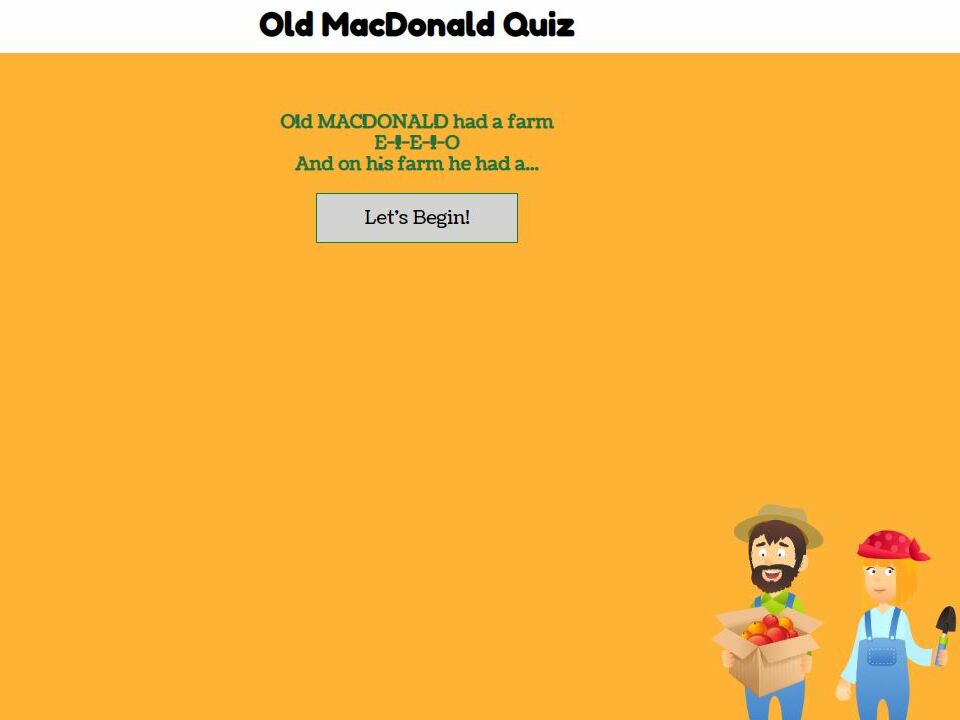 Old MacDonald Quiz
Old MACDONALD had a farm
E-I-E-I-O
And on his farm he had a...
Let's Begin!